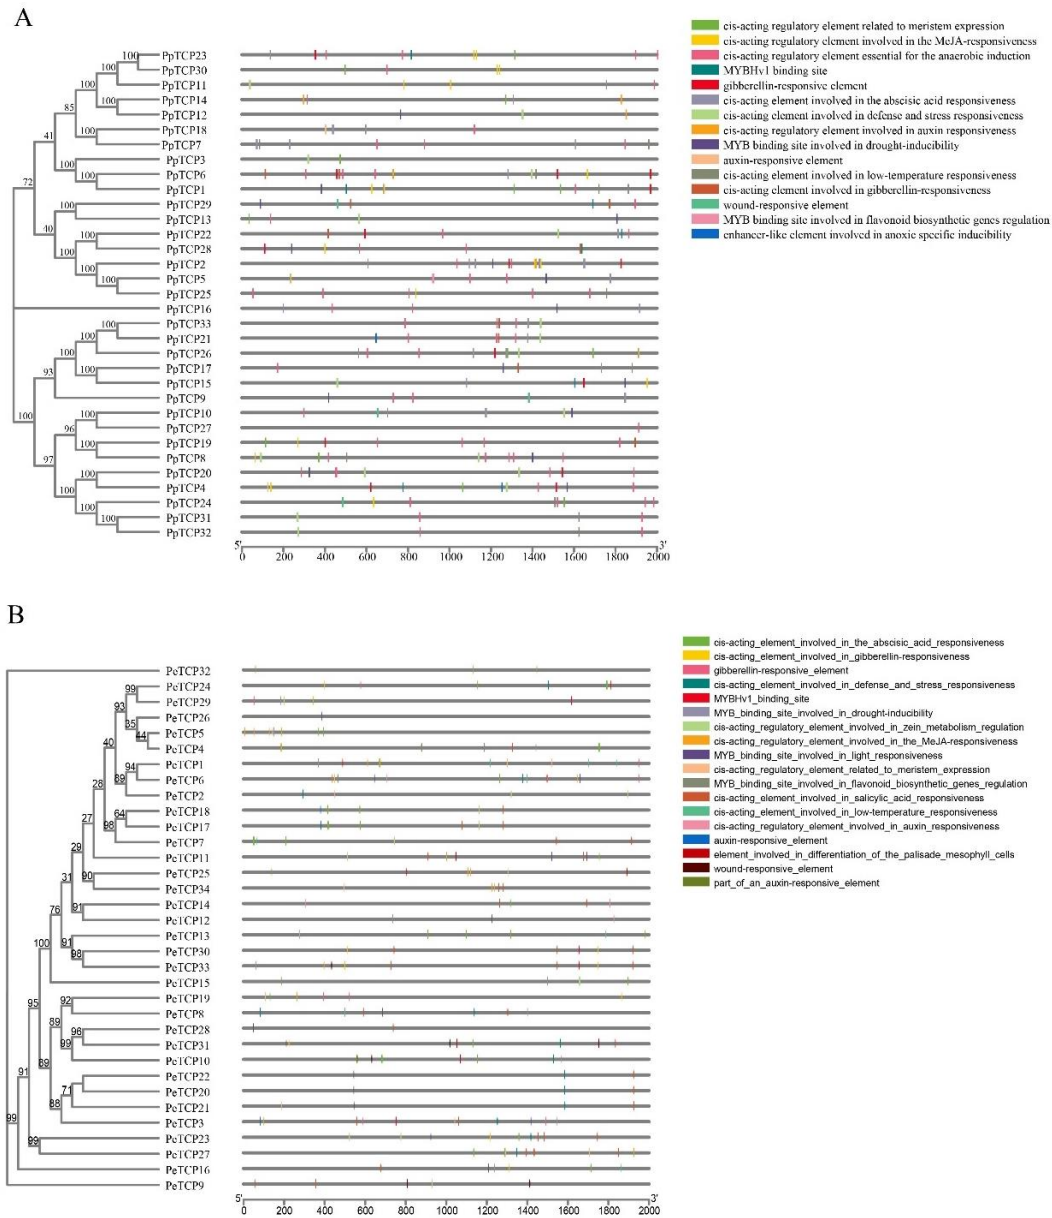 A
PpTCP23
PpTCP30
PpTCP11
PpTCP14
PpTCP12
PpTCP18
PpTCP7
PpTCP3
PpTCP6
PpTCP1
PpTCP29
PpTCP13
PpTCP22
PpTCP28
PpTCP2
PpTCP5
PpTCP25
PpTCP16
PpTCP33
PpTCP21
PpTCP26
PpTCP17
PpTCP15
PpTCP9
PpTCP10
PpTCP27
PpTCP19
PpTCP8
PpTCP20
PpTCP4
PpTCP24
PpTCP31
PpTCP32
100
100
100
100
85
100
41
100
100
72
100
40
100
100
100
100
100
100
100
100
93
100
100
96
100
97
100
100
100
100
5' 3'
0 200 400 600 800 1000 1200 1400 1600 1800 2000
cis-acting regulatory element related to meristem expression
cis-acting regulatory element involved in the MeJA-responsiveness
cis-acting regulatory element essential for the anaerobic induction
MYBHv1 binding site
gibberellin-responsive element
cis-acting element involved in the abscisic acid responsiveness
cis-acting element involved in defense and stress responsiveness
cis-acting regulatory element involved in auxin responsiveness
MYB binding site involved in drought-inducibility
auxin-responsive element
cis-acting element involved in low-temperature responsiveness
cis-acting element involved in gibberellin-responsiveness
wound-responsive element
MYB binding site involved in flavonoid biosynthetic genes regulation
enhancer-like element involved in anoxic specific inducibility
B
PeTCP32
PeTCP24
PeTCP29
PeTCP26
PeTCP5
PeTCP4
PeTCP1
PeTCP6
PeTCP2
PeTCP18
PeTCP17
PeTCP7
PeTCP11
PeTCP25
PeTCP34
PeTCP14
PeTCP12
PeTCP13
PeTCP30
PeTCP33
PeTCP15
PeTCP19
PeTCP8
PeTCP28
PeTCP31
PeTCP10
PeTCP22
PeTCP20
PeTCP21
PeTCP3
PeTCP23
PeTCP27
PeTCP16
PeTCP9
99
93
35
44
40
94
89
28
64
98
27
29
90
31
91
76
91
98
100
95
92
89
96
99
89
71
88
91
99
99
5' 3'
0 200 400 600 800 1000 1200 1400 1600 1800 2000
cis-acting_element_involved_in_the_abscisic_acid_responsiveness
cis-acting_element_involved_in_gibberellin-responsiveness
gibberellin-responsive_element
cis-acting_element_involved_in_defense_and_stress_responsiveness
MYBHv1_binding_site
MYB_binding_site_involved_in_drought-inducibility
cis-acting_regulatory_element_involved_in_zein_metabolism_regulation
cis-acting_regulatory_element_involved_in_the_MeJA-responsiveness
MYB_binding_site_involved_in_light_responsiveness
cis-acting_regulatory_element_related_to_meristem_expression
MYB_binding_site_involved_in_flavonoid_biosynthetic_genes_regulation
cis-acting_element_involved_in_salicylic_acid_responsiveness
cis-acting_element_involved_in_low-temperature_responsiveness
cis-acting_regulatory_element_involved_in_auxin_responsiveness
auxin-responsive_element
element_involved_in_differentiation_of_the_palisade_mesophyll_cells
wound-responsive_element
part_of_an_auxin-responsive_element